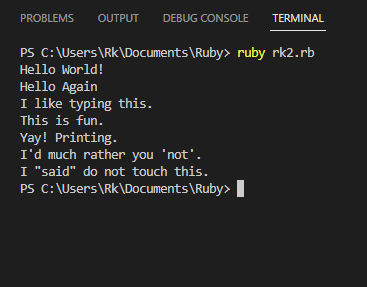 PROBLEMS OUTPUT DEBUG CONSOLE TERMINAL
PS C:\Users\Rk\Documents\Ruby> ruby rk2.rb
Hello World!
Hello Again
I like typing this.
This is fun.
Yay! Printing.
I'd much rather you 'not'.
I "said" do not touch this.
PS C:\Users\Rk\Documents\Ruby>